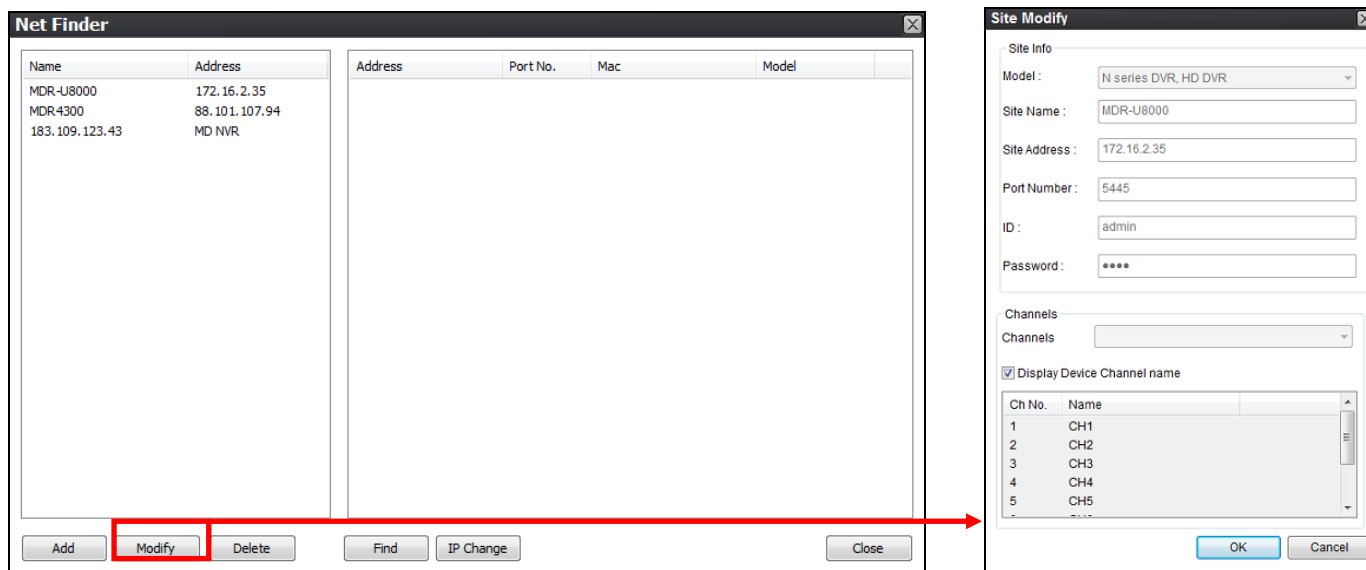 Net Finder
Name Address
MDR-U8000 172.16.2.35
MDR4300 88.101.107.94
183.109.123.43 MD NVR
Address Port No. Mac Model
Add Modify Delete Find IP Change Close
Site Modify
Site Info
Model : N series DVR, HD DVR
Site Name : MDR-U8000
Site Address : 172.16.2.35
Port Number : 5445
ID : admin
Password : ●●●●
Channels
Channels
Display Device Channel name
Ch No. Name
1 CH1
2 CH2
3 CH3
4 CH4
5 CH5
OK Cancel